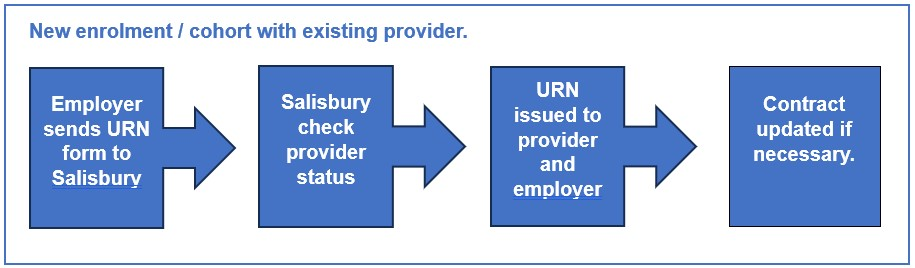 New enrolment / cohort with existing provider.
Employer
sends URN
form to
Salisbury
Salisbury
check
provider
status
URN
issued to
provider
and
employer
Contract
updated if
necessary.